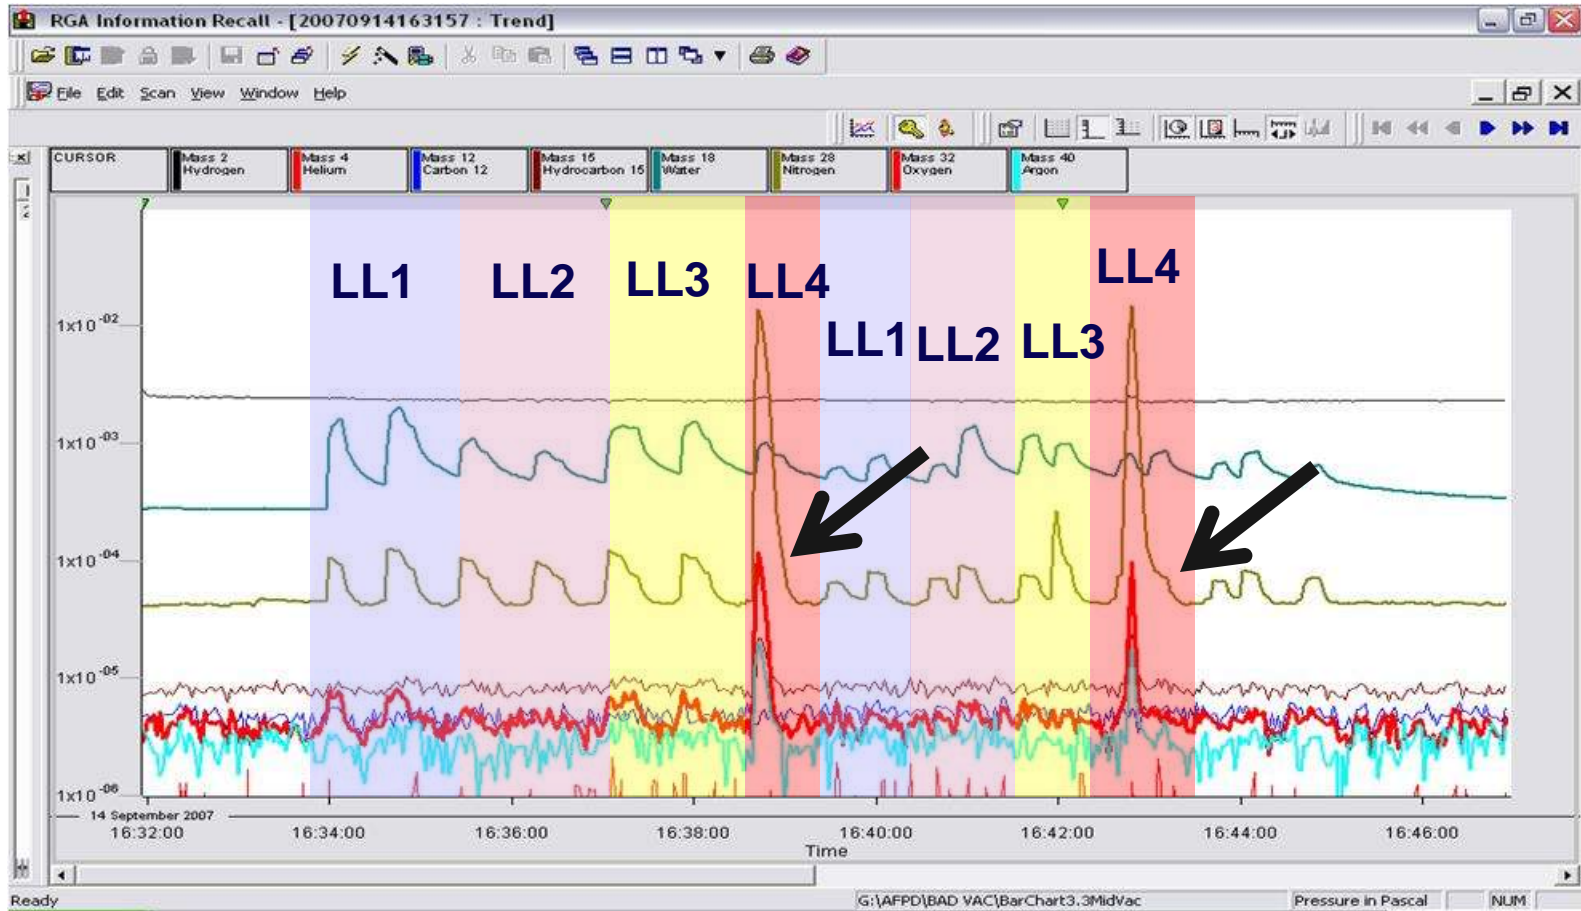 RGA Information Recall - [20070914163157 : Trend]
File Edit Scan View Window Help
CURSOR
Mass 2
Hydrogen
Mass 4
Helium
Mass 12
Carbon 12
Mass 15
Hydrocarbon 15
Mass 18
Water
Mass 28
Nitrogen
Mass 32
Oxygen
Mass 40
Argon
LL1 LL2 LL3 LL4 LL1 LL2 LL3 LL4
1x10-02
1x10-03
1x10-04
1x10-05
1x10-06
14 September 2007
16:32:00 16:34:00 16:36:00 16:38:00 16:40:00 16:42:00 16:44:00 16:46:00
Time
Ready G:\AFPD\BAD VAC\BarChart3.3MidVac Pressure in Pascal NUM